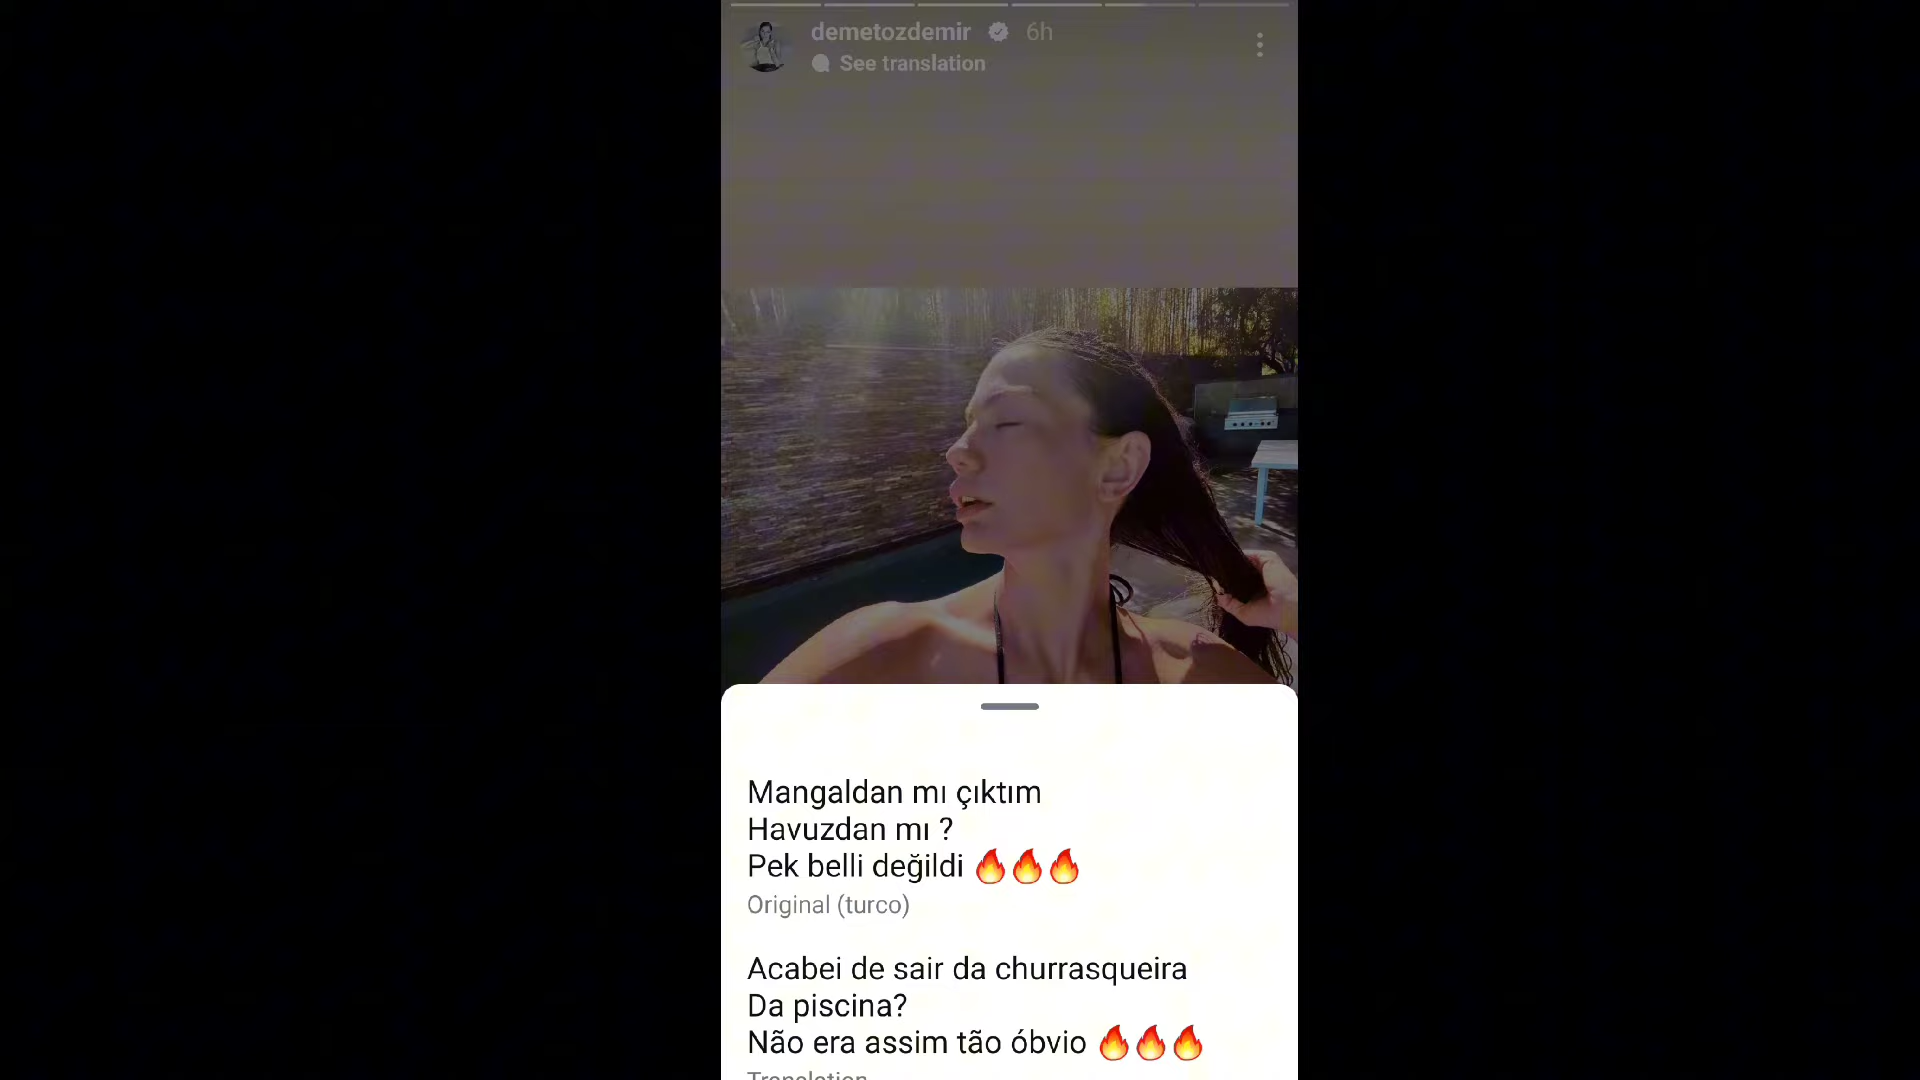 demetozdemir 6h
See translation
Mangaldan mı çıktım
Havuzdan mı ?
Pek belli değildi 🔥🔥🔥
Original (turco)
Acabei de sair da churrasqueira
Da piscina?
Não era assim tão óbvio 🔥🔥🔥
Translation